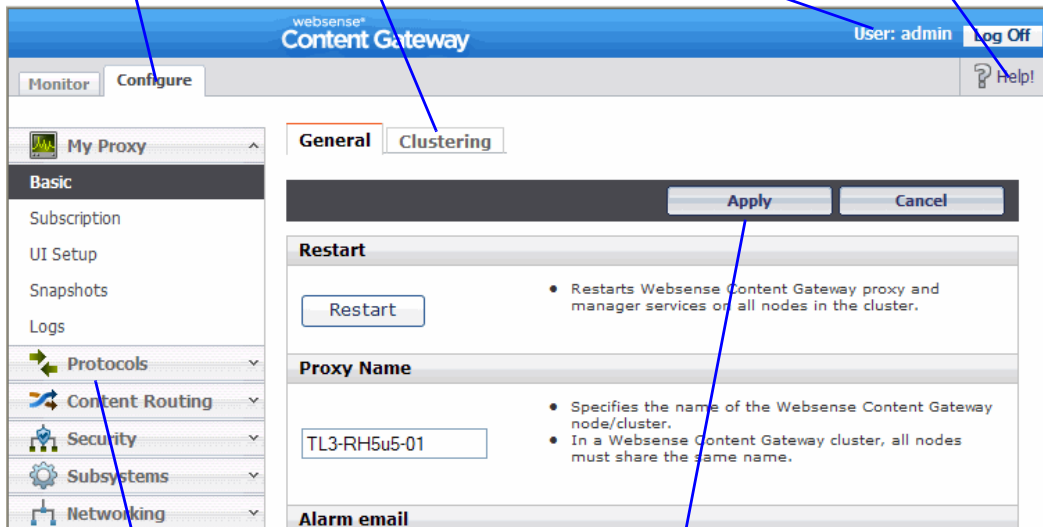 websense®
Content Gateway
User: admin
Log Off
Monitor
Configure
Help!
My Proxy
Basic
Subscription
UI Setup
Snapshots
Logs
Protocols
Content Routing
Security
Subsystems
Networking
General
Clustering
Apply
Cancel
Restart
Restart
• Restarts Websense Content Gateway proxy and
manager services on all nodes in the cluster.
Proxy Name
TL3-RH5u5-01
• Specifies the name of the Websense Content Gateway
node/cluster.
• In a Websense Content Gateway cluster, all nodes
must share the same name.
Alarm email